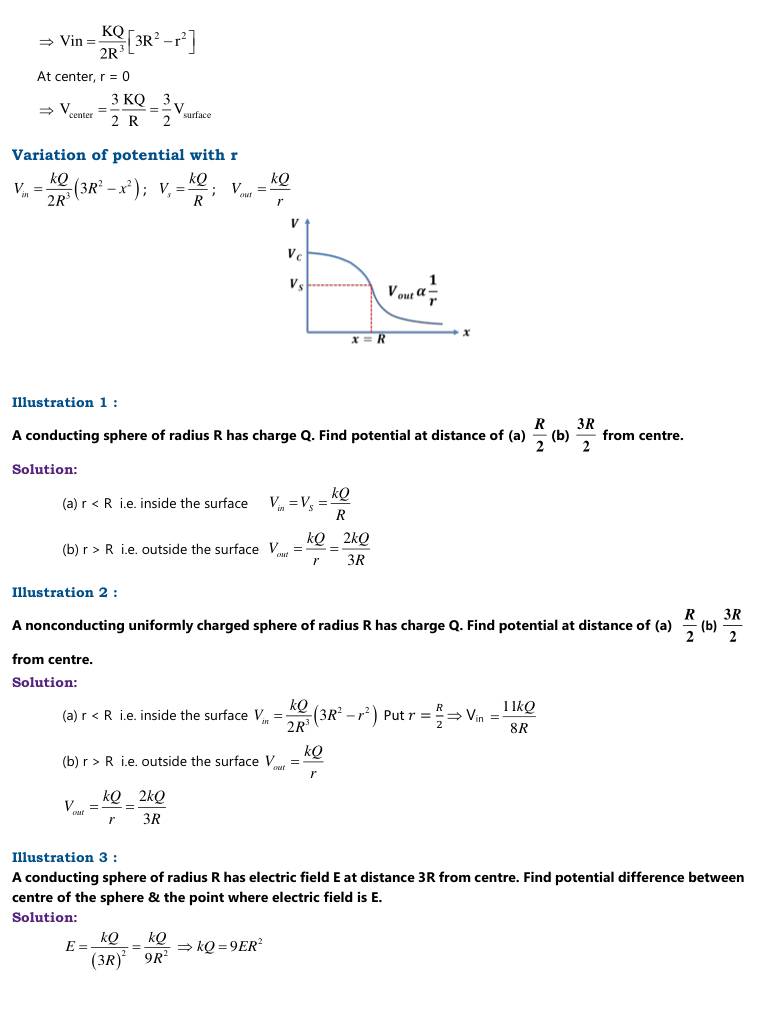 ⇒ Vin = KQ/2R³ [3R² − r²]
At center, r = 0
⇒ V_center = 3/2 KQ/R = 3/2 V_surface
Variation of potential with r
V_in = kQ/2R³ (3R² − x²) ; V_s = kQ/R ; V_out = kQ/r
V
V_C
V_S
V_out α 1/r
x = R
x
Illustration 1 :
A conducting sphere of radius R has charge Q. Find potential at distance of (a) R/2 (b) 3R/2 from centre.
Solution:
(a) r < R i.e. inside the surface V_in = V_S = kQ/R
(b) r > R i.e. outside the surface V_out = kQ/r = 2kQ/3R
Illustration 2 :
A nonconducting uniformly charged sphere of radius R has charge Q. Find potential at distance of (a) R/2 (b) 3R/2
from centre.
Solution:
(a) r < R i.e. inside the surface V_in = kQ/2R³ (3R² − r²) Put r = R/2 ⇒ V_in = 11kQ/8R
(b) r > R i.e. outside the surface V_out = kQ/r
V_out = kQ/r = 2kQ/3R
Illustration 3 :
A conducting sphere of radius R has electric field E at distance 3R from centre. Find potential difference between
centre of the sphere & the point where electric field is E.
Solution:
E = kQ/(3R)² = kQ/9R² ⇒ kQ = 9ER²